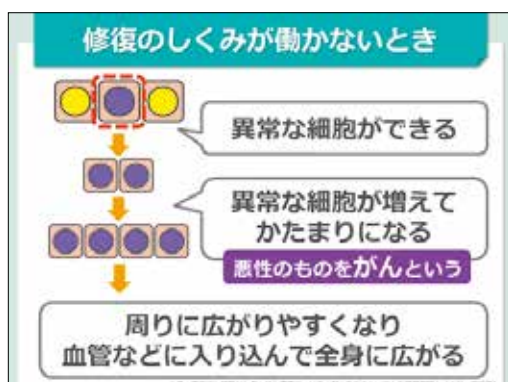 修復のしくみが働かないとき
異常な細胞ができる
異常な細胞が増えて
かたまりになる
悪性のものをがんという
周りに広がりやすくなり
血管などに入り込んで全身に広がる